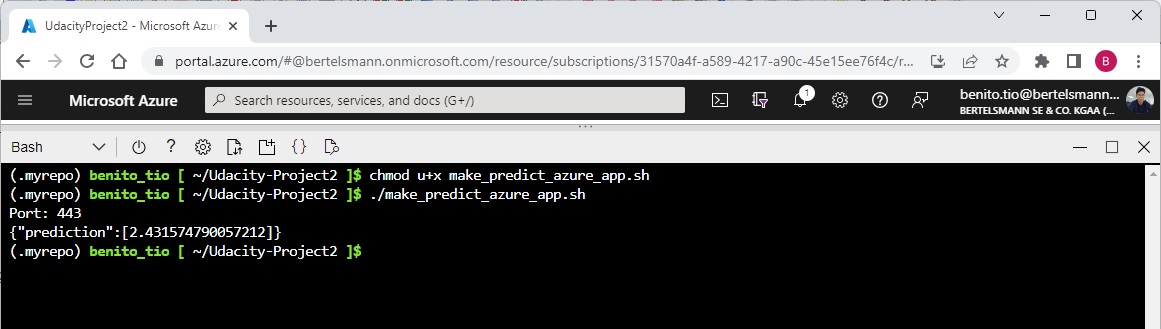 UdacityProject2 - Microsoft Azure
portal.azure.com/#@bertelsmann.onmicrosoft.com/resource/subscriptions/31570a4f-a589-4217-a90c-45e15ee76f4c/r...
B
Microsoft Azure
Search resources, services, and docs (G+/)
1
benito.tio@bertelsmann...
BERTELSMANN SE & CO. KGAA (...
Bash
(.myrepo) benito_tio [ ~/Udacity-Project2 ]$ chmod u+x make_predict_azure_app.sh
(.myrepo) benito_tio [ ~/Udacity-Project2 ]$ ./make_predict_azure_app.sh
Port: 443
{"prediction":[2.431574790057212]}
(.myrepo) benito_tio [ ~/Udacity-Project2 ]$